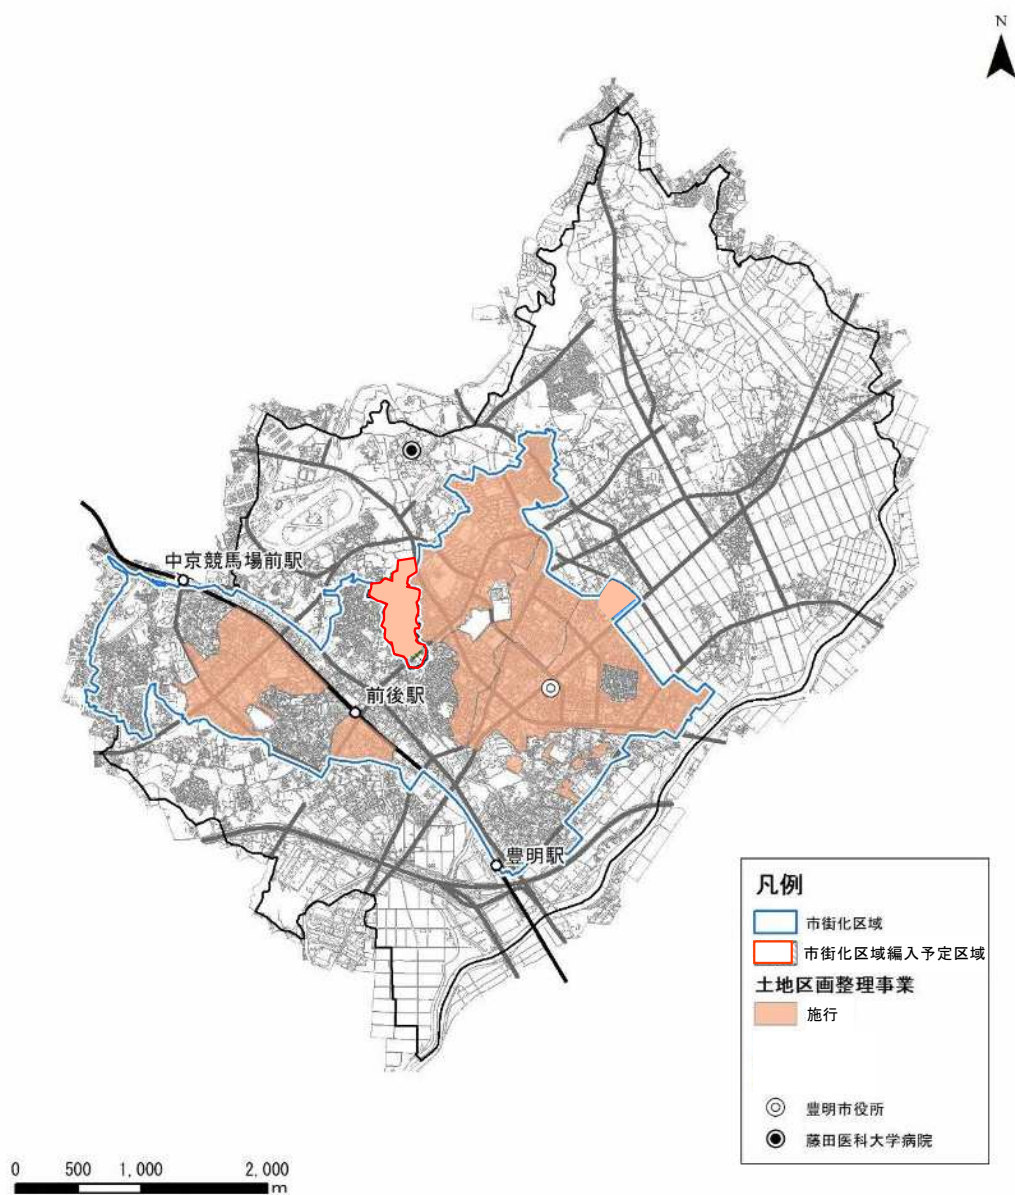 N
中京競馬場前駅
前後駅
豊明駅
凡例
市街化区域
市街化区域編入予定区域
土地区画整理事業
施行
豊明市役所
藤田医科大学病院
0 500 1,000 2,000
m